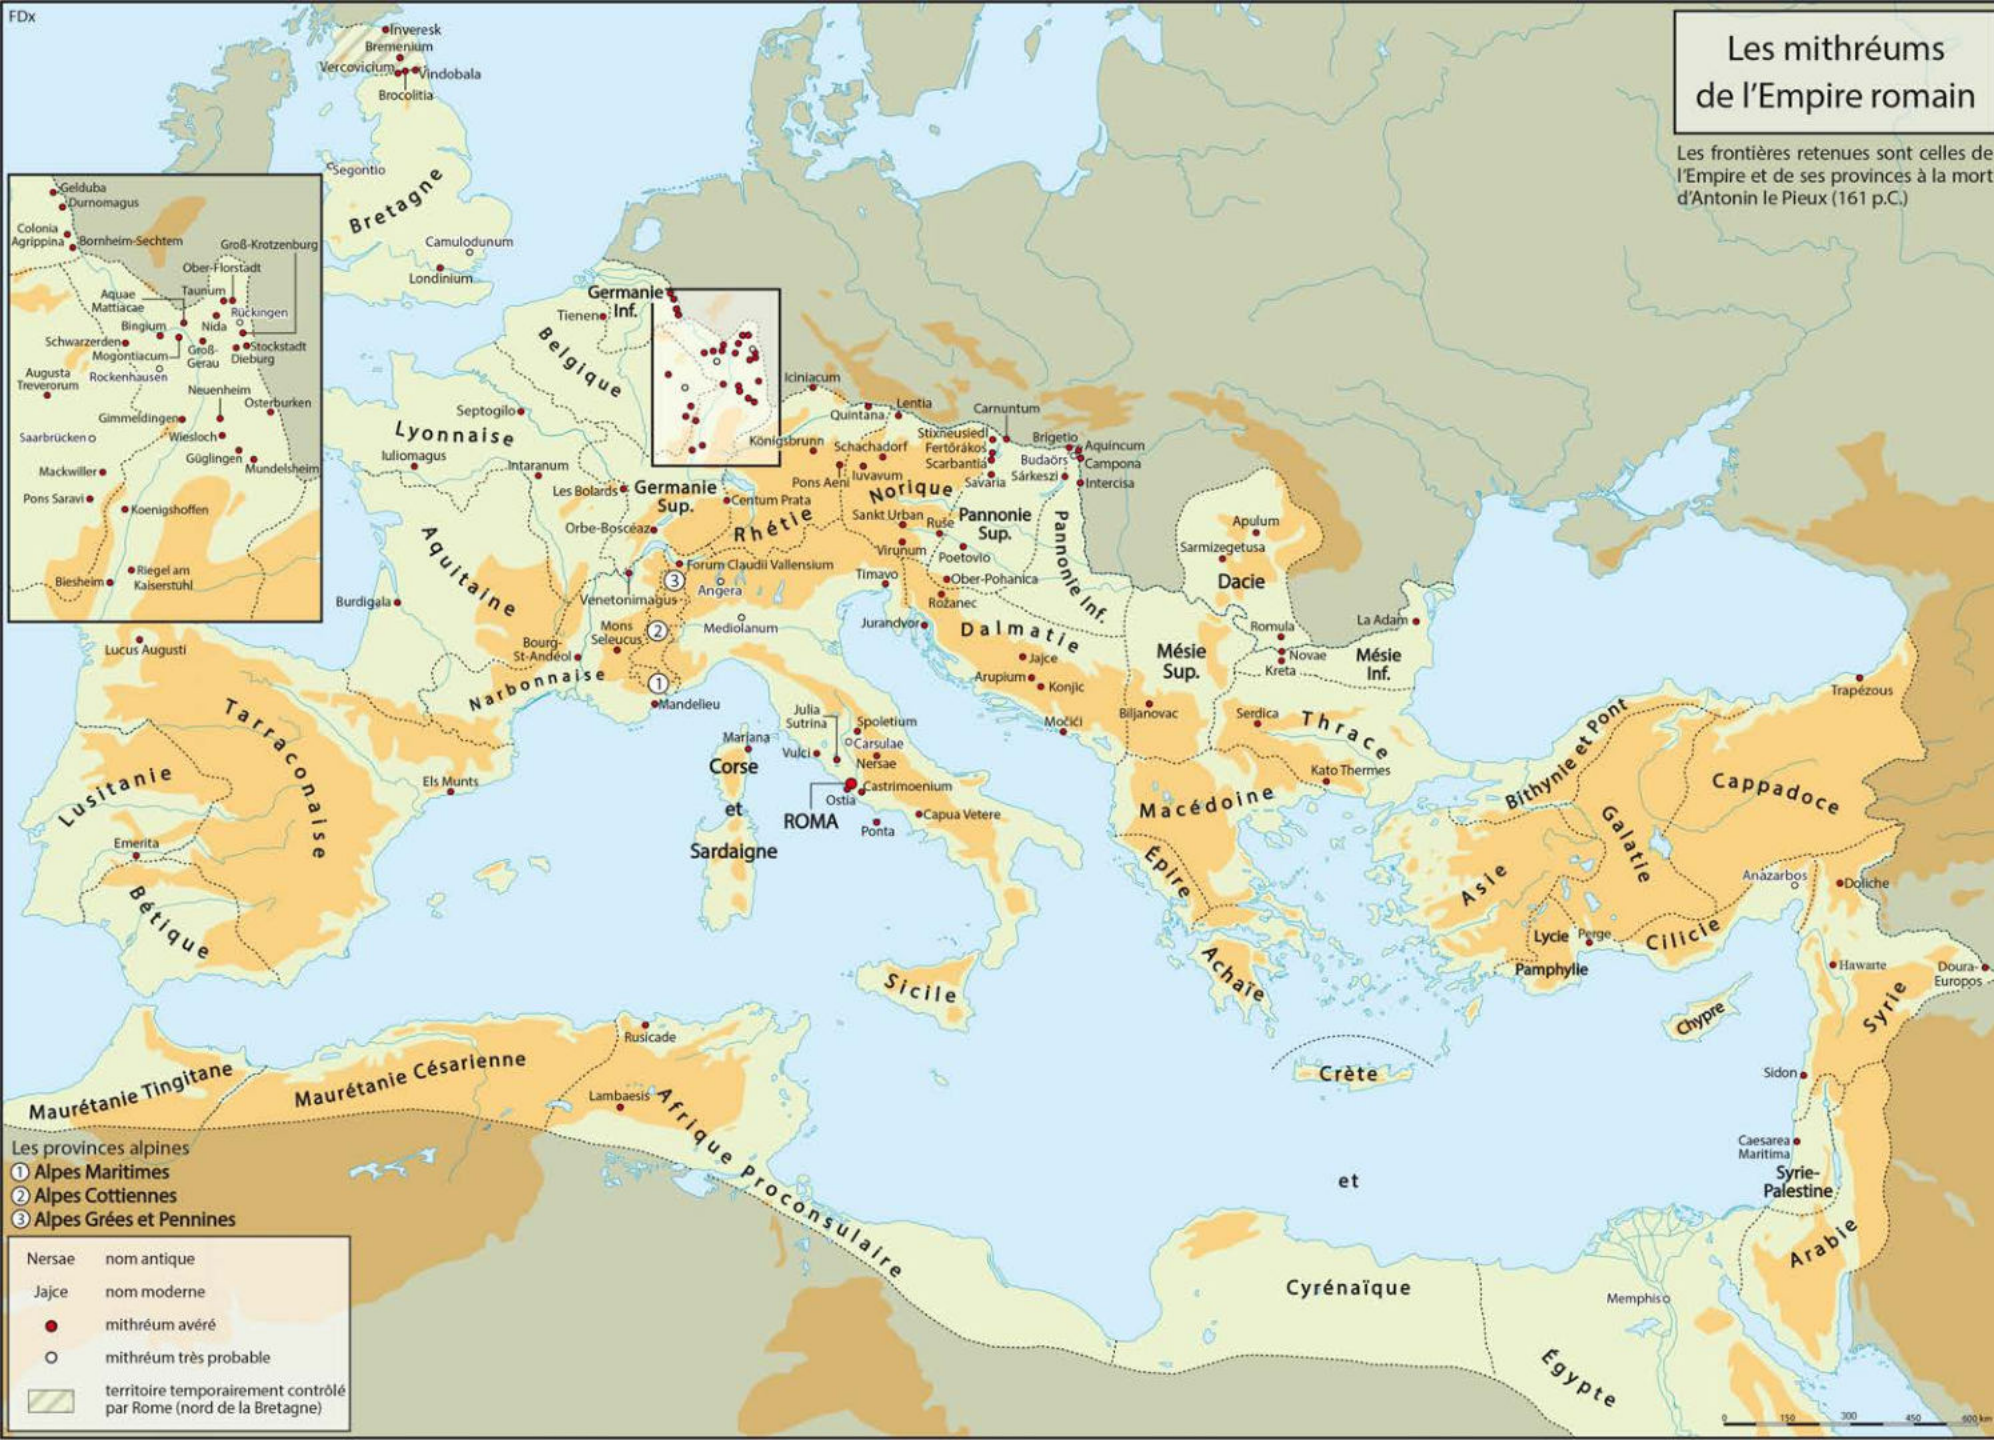 FDx
Les mithréums
de l'Empire romain
Les frontières retenues sont celles de
l'Empire et de ses provinces à la mort
d'Antonin le Pieux (161 p.C.)
Inveresk
Bremenium
Vercovicium
Vindobala
Brocolitia
Segontio
Bretagne
Camulodunum
Londinium
Gelduba
Durnomagus
Colonia
Agrippina
Bornheim-Sechtem
Groß-Krotzenburg
Ober-Florstadt
Taunum
Aquae
Mattiacae
Rückingen
Bingium
Nida
Schwarzerden
Stockstadt
Mogontiacum
Groß-
Gerau
Dieburg
Augusta
Treverorum
Rockenhausen
Neuenheim
Osterburken
Gimmeldingen
Saarbrücken
Wiesloch
Güglingen
Mundelsheim
Mackwiller
Pons Saravi
Koenigshoffen
Riegel am
Kaiserstuhl
Biesheim
Germanie
Inf.
Tienen
Belgique
Septogilo
Lyonnaise
Iuliomagus
Intaranum
Les Bolards
Germanie
Sup.
Orbe-Boscéaz
Aquitaine
Burdigala
Venetonimagus
Bourg-
St-Andéol
Mons
Seleucus
Narbonnaise
Mandelieu
1
2
3
Iciniacum
Quintana
Lentia
Königsbrunn
Schachadorf
Pons Aeni
Iuvavum
Centum Prata
Rhétie
Norique
Forum Claudii Vallensium
Angera
Mediolanum
Carnuntum
Stixneusiedl
Fertőrákos
Scarbantia
Savaria
Brigetio
Aquincum
Budaörs
Campona
Sárkeszi
Intercisa
Sankt Urban
Ruše
Pannonie
Sup.
Virunum
Poetovio
Pannonie Inf.
Timavo
Ober-Pohanica
Rožanec
Jurandvor
Dalmatie
Jajce
Arupium
Konjic
Močići
Apulum
Sarmizegetusa
Dacie
Romula
Novae
Kreta
La Adam
Mésie
Sup.
Mésie
Inf.
Biljanovac
Serdica
Thrace
Kato Thermes
Macédoine
Épire
Achaïe
Lucus Augusti
Tarraconaise
Lusitanie
Els Munts
Emerita
Bétique
Mariana
Corse
et
Sardaigne
Julia
Sutrina
Spoletium
Carsulae
Vulci
Nersae
Castrimoenium
Ostia
ROMA
Ponta
Capua Vetere
Sicile
Trapézous
Bithynie et Pont
Cappadoce
Galatie
Asie
Anazarbos
Doliche
Lycie
Perge
Pamphylie
Cilicie
Hawarte
Doura-
Europos
Syrie
Chypre
Sidon
Caesarea
Maritima
Syrie-
Palestine
Arabie
Crète
et
Cyrénaïque
Memphis
Égypte
Rusicade
Lambaesis
Maurétanie Tingitane
Maurétanie Césarienne
Afrique Proconsulaire
Les provinces alpines
1 Alpes Maritimes
2 Alpes Cottiennes
3 Alpes Grées et Pennines
Nersae nom antique
Jajce nom moderne
mithréum avéré
mithréum très probable
territoire temporairement contrôlé
par Rome (nord de la Bretagne)
0 150 300 450 600 km